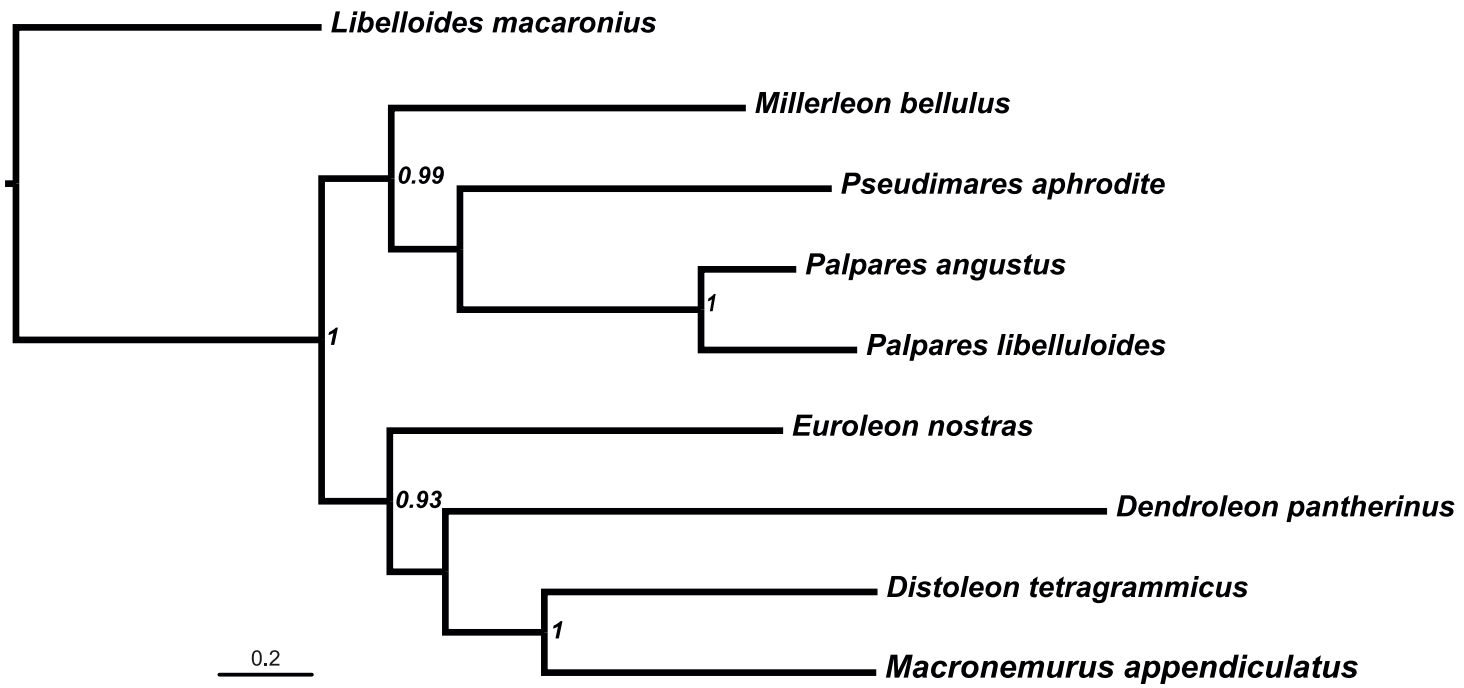 Libelloides macaronius
Millerleon bellulus
0.99
Pseudimares aphrodite
Palpares angustus
1
Palpares libelluloides
1
Euroleon nostras
0.93
Dendroleon pantherinus
Distoleon tetragrammicus
1
Macronemurus appendiculatus
0.2